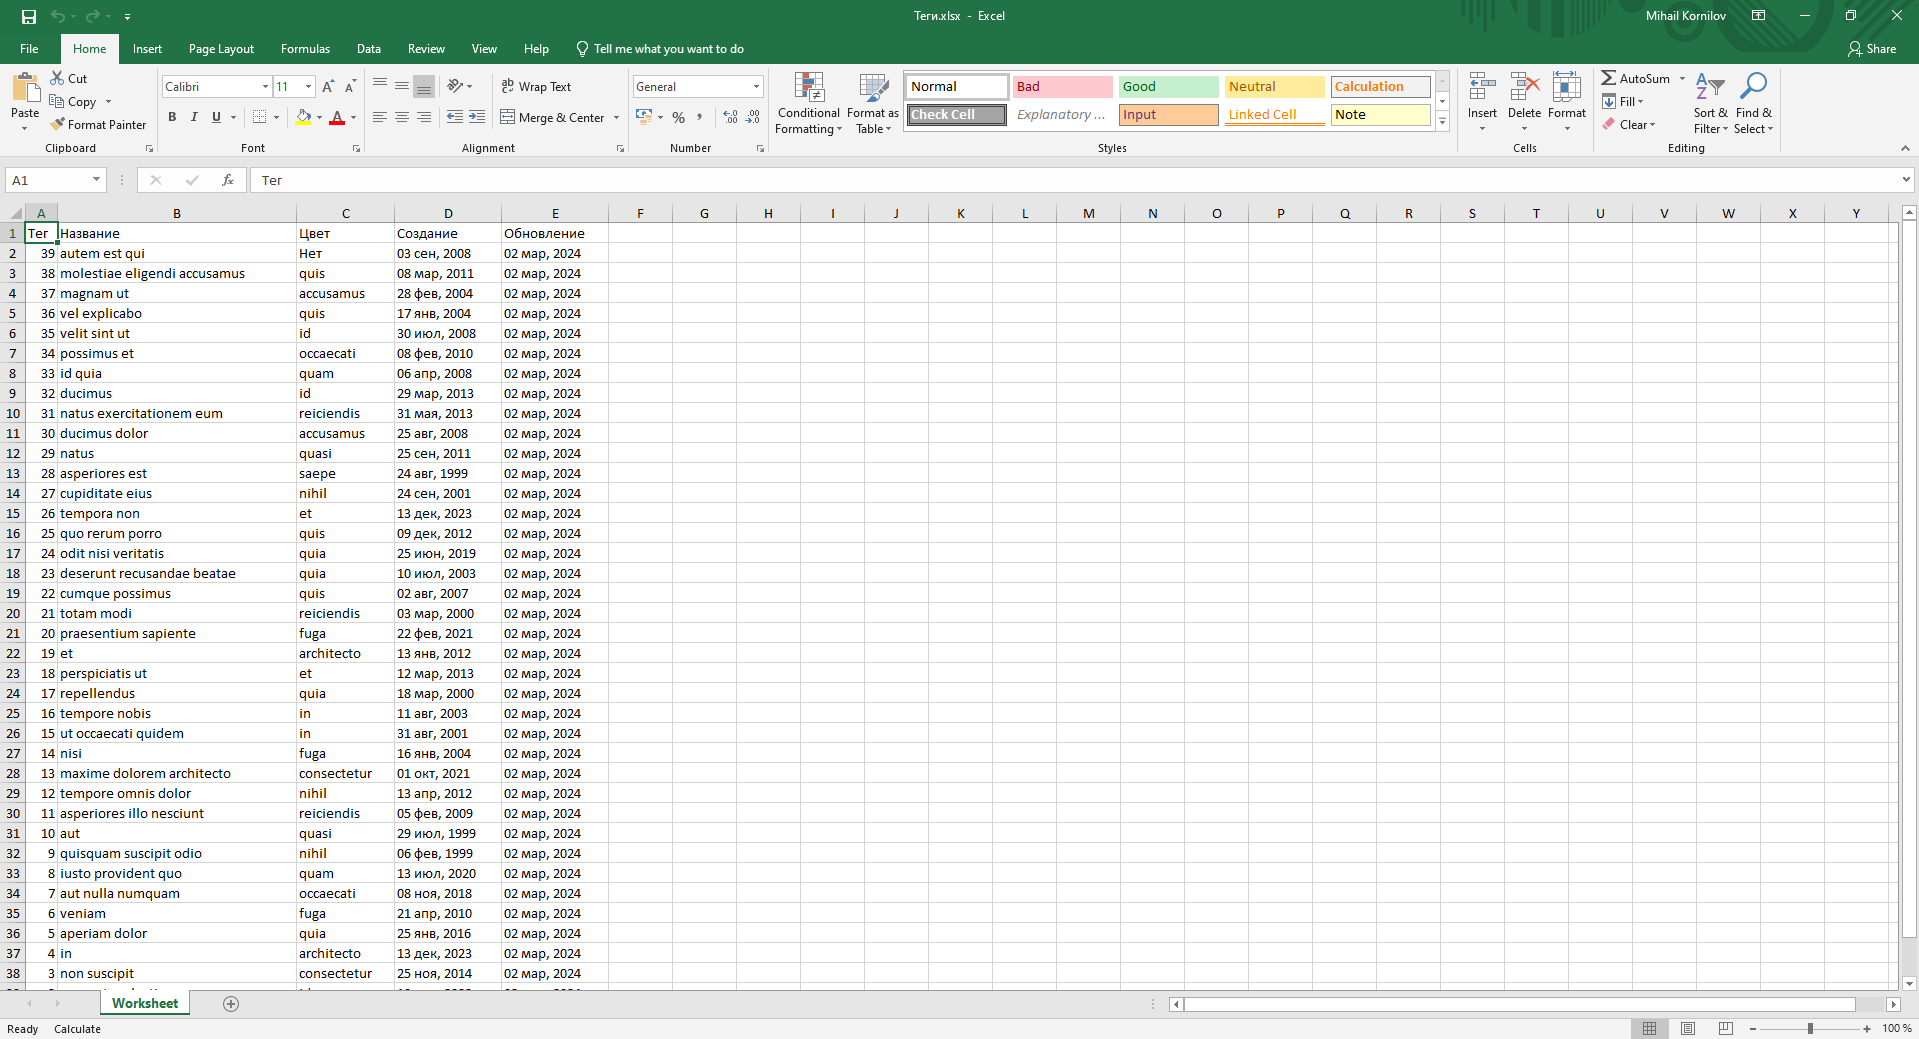 Теги.xlsx - Excel
Mihail Kornilov
File Home Insert Page Layout Formulas Data Review View Help Tell me what you want to do Share
Paste
Cut
Copy
Format Painter
Clipboard
Calibri 11
B I U
Font
Wrap Text
Merge & Center
Alignment
General
Number
Conditional Formatting
Format as Table
Normal Bad Good Neutral Calculation
Check Cell Explanatory ... Input Linked Cell Note
Styles
Insert Delete Format
Cells
AutoSum
Fill
Clear
Sort & Filter
Find & Select
Editing
A1 fx Тег
A B C D E F G H I J K L M N O P Q R S T U V W X Y
1 Тег Название Цвет Создание Обновление
2 39 autem est qui Нет 03 сен, 2008 02 мар, 2024
3 38 molestiae eligendi accusamus quis 08 мар, 2011 02 мар, 2024
4 37 magnam ut accusamus 28 фев, 2004 02 мар, 2024
5 36 vel explicabo quis 17 янв, 2004 02 мар, 2024
6 35 velit sint ut id 30 июл, 2008 02 мар, 2024
7 34 possimus et occaecati 08 фев, 2010 02 мар, 2024
8 33 id quia quam 06 апр, 2008 02 мар, 2024
9 32 ducimus id 29 мар, 2013 02 мар, 2024
10 31 natus exercitationem eum reiciendis 31 мая, 2013 02 мар, 2024
11 30 ducimus dolor accusamus 25 авг, 2008 02 мар, 2024
12 29 natus quasi 25 сен, 2011 02 мар, 2024
13 28 asperiores est saepe 24 авг, 1999 02 мар, 2024
14 27 cupiditate eius nihil 24 сен, 2001 02 мар, 2024
15 26 tempora non et 13 дек, 2023 02 мар, 2024
16 25 quo rerum porro quis 09 дек, 2012 02 мар, 2024
17 24 odit nisi veritatis quia 25 июн, 2019 02 мар, 2024
18 23 deserunt recusandae beatae quia 10 июл, 2003 02 мар, 2024
19 22 cumque possimus quis 02 авг, 2007 02 мар, 2024
20 21 totam modi reiciendis 03 мар, 2000 02 мар, 2024
21 20 praesentium sapiente fuga 22 фев, 2021 02 мар, 2024
22 19 et architecto 13 янв, 2012 02 мар, 2024
23 18 perspiciatis ut et 12 мар, 2013 02 мар, 2024
24 17 repellendus quia 18 мар, 2000 02 мар, 2024
25 16 tempore nobis in 11 авг, 2003 02 мар, 2024
26 15 ut occaecati quidem in 31 авг, 2001 02 мар, 2024
27 14 nisi fuga 16 янв, 2004 02 мар, 2024
28 13 maxime dolorem architecto consectetur 01 окт, 2021 02 мар, 2024
29 12 tempore omnis dolor nihil 13 апр, 2012 02 мар, 2024
30 11 asperiores illo nesciunt reiciendis 05 фев, 2009 02 мар, 2024
31 10 aut quasi 29 июл, 1999 02 мар, 2024
32 9 quisquam suscipit odio nihil 06 фев, 1999 02 мар, 2024
33 8 iusto provident quo quam 13 июл, 2020 02 мар, 2024
34 7 aut nulla numquam occaecati 08 ноя, 2018 02 мар, 2024
35 6 veniam fuga 21 апр, 2010 02 мар, 2024
36 5 aperiam dolor quia 25 янв, 2016 02 мар, 2024
37 4 in architecto 13 дек, 2023 02 мар, 2024
38 3 non suscipit consectetur 25 ноя, 2014 02 мар, 2024
Worksheet
Ready Calculate 100 %